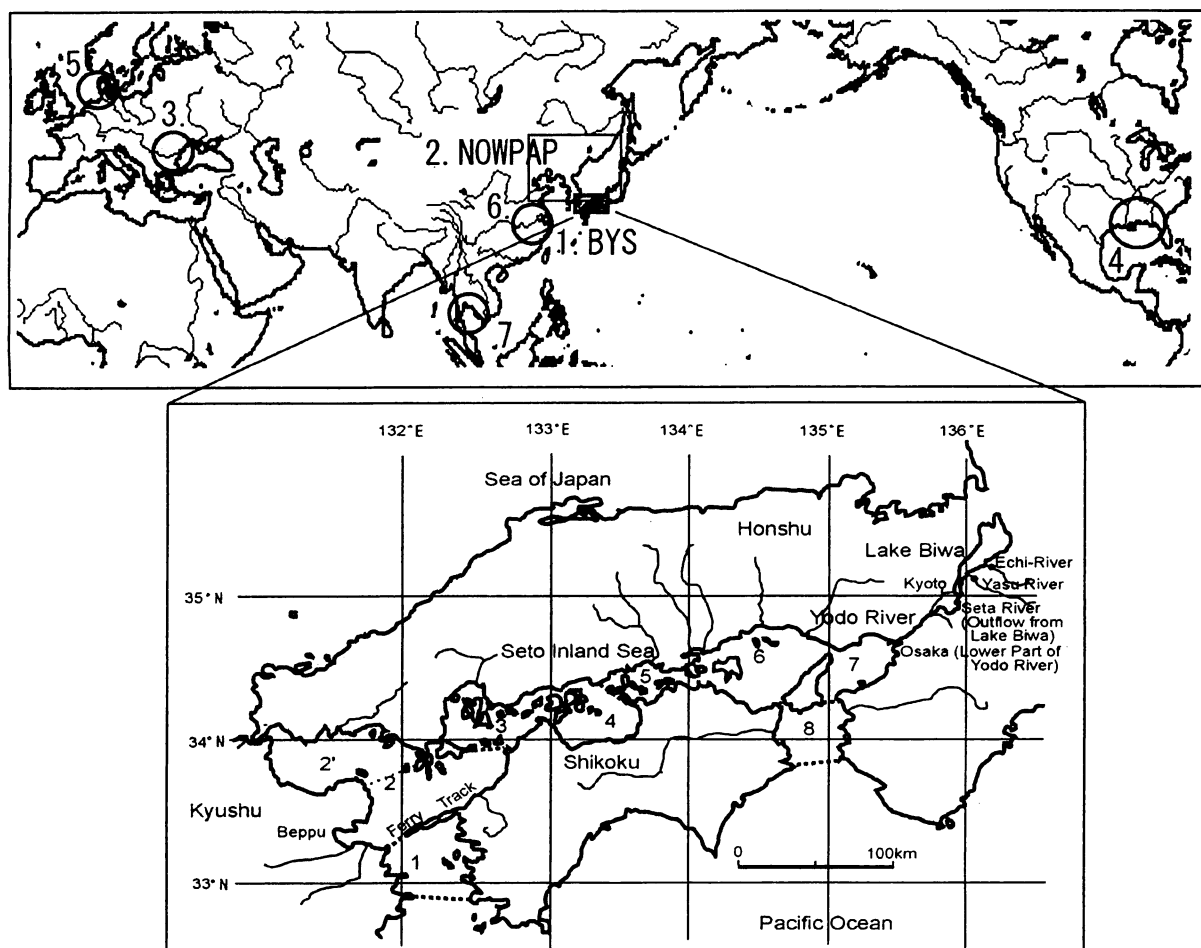 5
3.
2. NOWPAP
6.
1. BYS
4
7
132°E
133°E
134°E
135°E
136°E
Sea of Japan
Honshu
Lake Biwa
Echi-River
Kyoto
Yasu River
35°N
Yodo River
Seta River
(Outflow from
Lake Biwa)
Seto Inland Sea
6
7
Osaka (Lower Part of
Yodo River)
5
3
4
8
34°N
Shikoku
2'
2
Kyushu
Ferry Track
Beppu
1
0
100km
33°N
Pacific Ocean